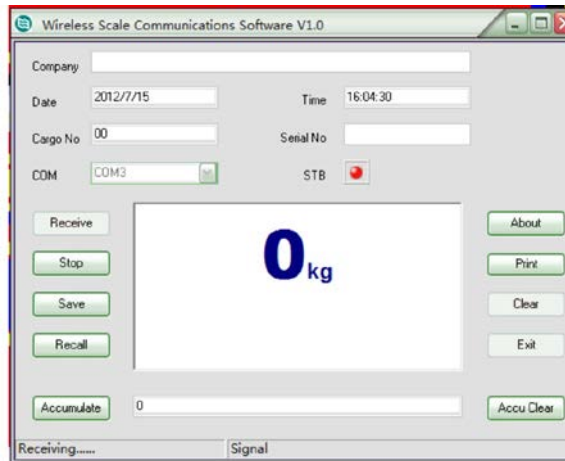 Wireless Scale Communications Software V1.0
Company
Date 2012/7/15 Time 16:04:30
Cargo No 00 Serial No
COM COM3 STB
Receive About
0kg
Stop Print
Save Clear
Recall Exit
Accumulate 0 Accu Clear
Receiving...... Signal